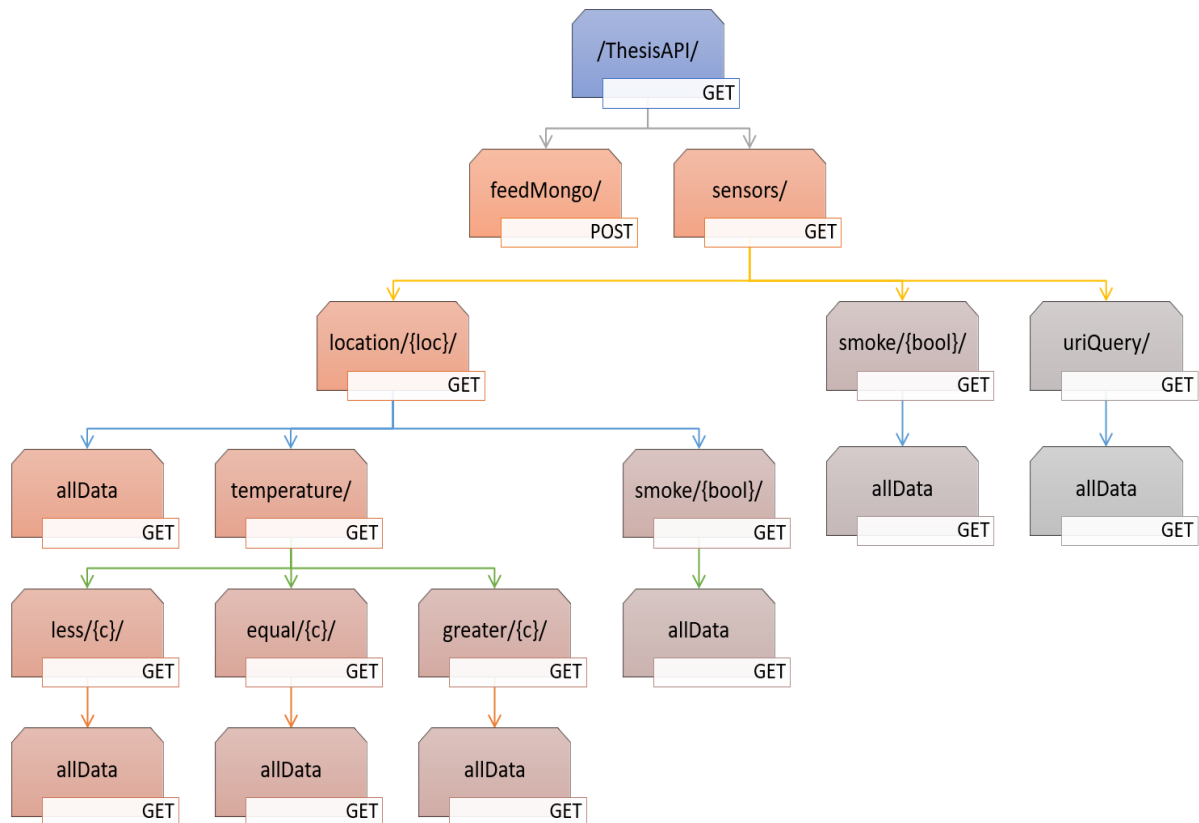 /ThesisAPI/
GET
feedMongo/
POST
sensors/
GET
location/{loc}/
GET
smoke/{bool}/
GET
uriQuery/
GET
allData
GET
temperature/
GET
smoke/{bool}/
GET
allData
GET
allData
GET
less/{c}/
GET
equal/{c}/
GET
greater/{c}/
GET
allData
GET
allData
GET
allData
GET
allData
GET